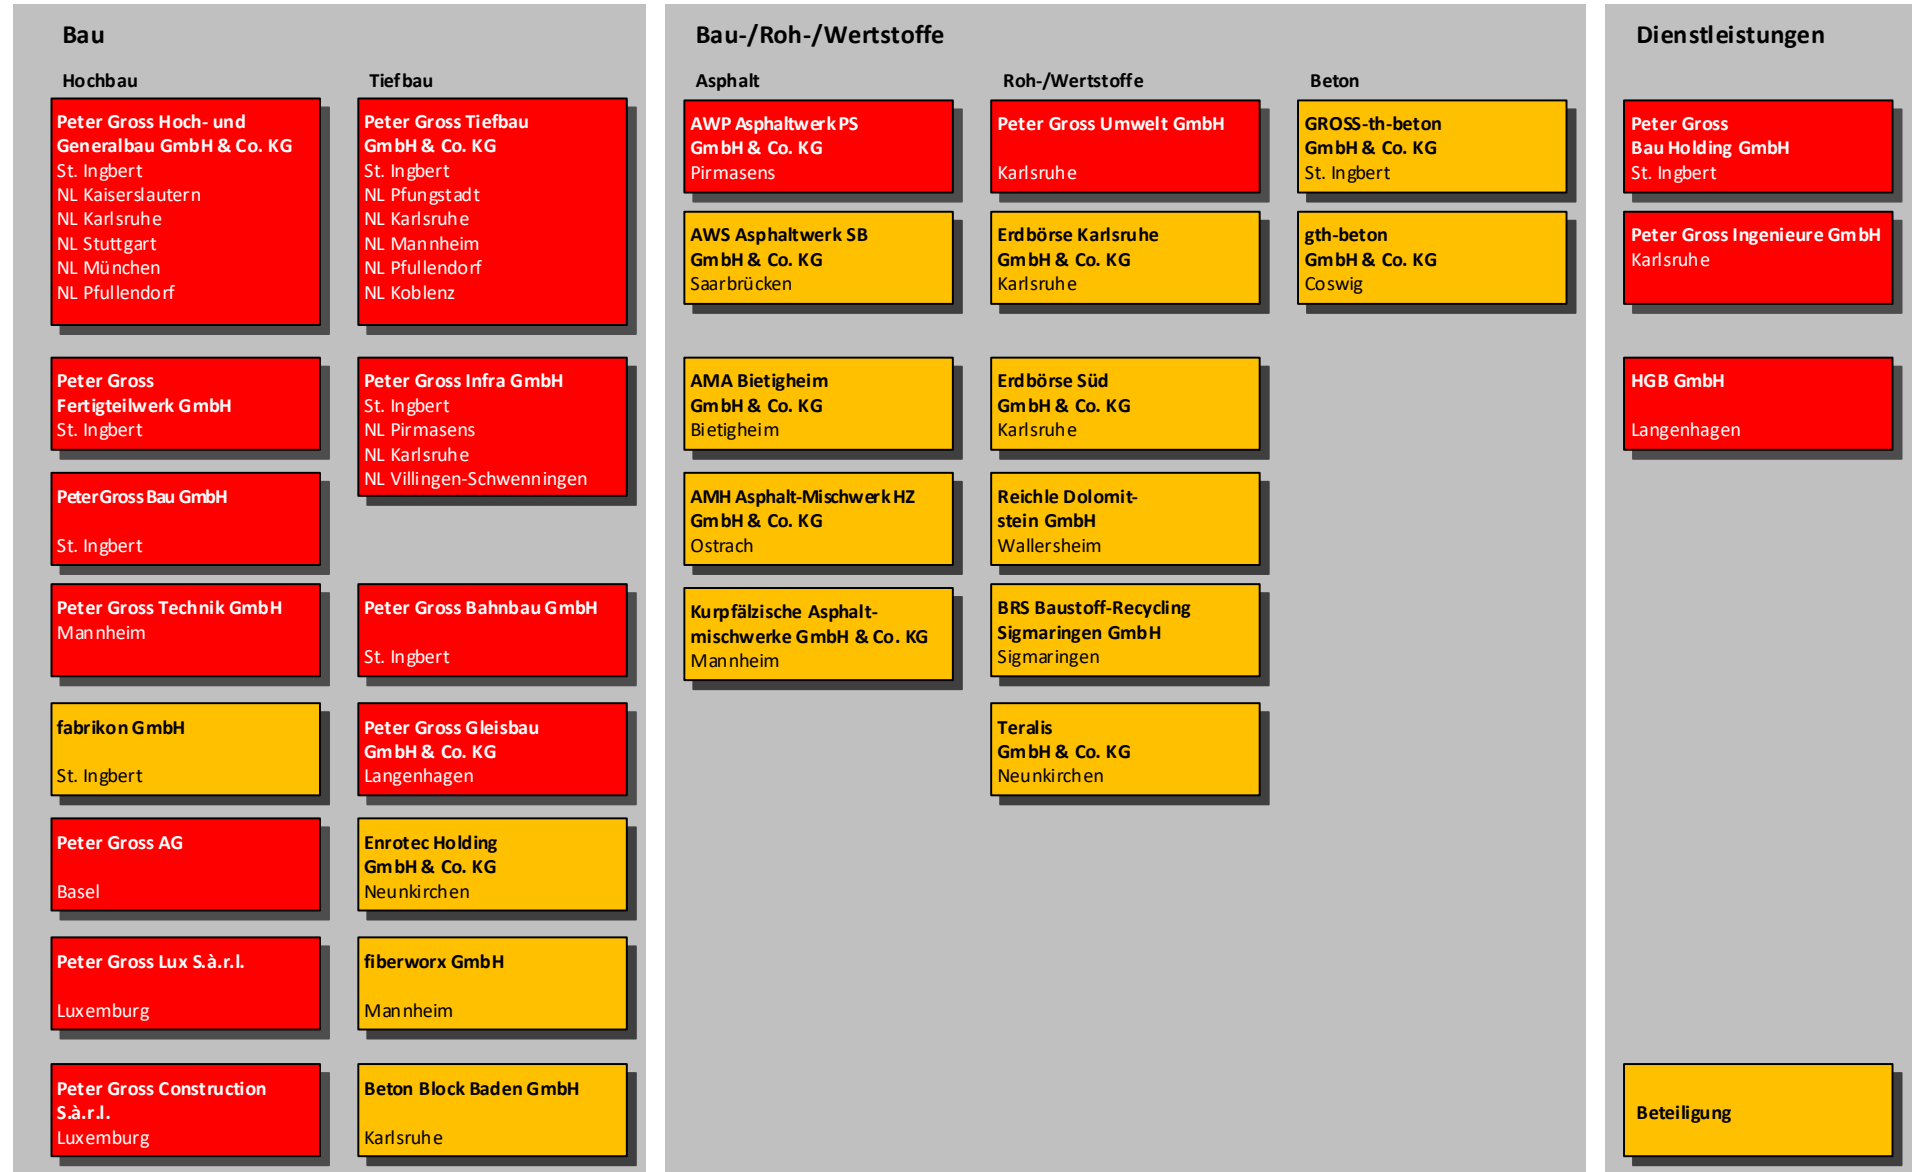 Bau
Hochbau
Peter Gross Hoch- und
Generalbau GmbH & Co. KG
St. Ingbert
NL Kaiserslautern
NL Karlsruhe
NL Stuttgart
NL München
NL Pfullendorf
Peter Gross
Fertigteilwerk GmbH
St. Ingbert
Peter Gross Bau GmbH
St. Ingbert
Peter Gross Technik GmbH
Mannheim
fabrikon GmbH
St. Ingbert
Peter Gross AG
Basel
Peter Gross Lux S.à.r.l.
Luxemburg
Peter Gross Construction
S.à.r.l.
Luxemburg
Tiefbau
Peter Gross Tiefbau
GmbH & Co. KG
St. Ingbert
NL Pfungstadt
NL Karlsruhe
NL Mannheim
NL Pfullendorf
NL Koblenz
Peter Gross Infra GmbH
St. Ingbert
NL Pirmasens
NL Karlsruhe
NL Villingen-Schwenningen
Peter Gross Bahnbau GmbH
St. Ingbert
Peter Gross Gleisbau
GmbH & Co. KG
Langenhagen
Enrotec Holding
GmbH & Co. KG
Neunkirchen
fiberworx GmbH
Mannheim
Beton Block Baden GmbH
Karlsruhe
Bau-/Roh-/Wertstoffe
Asphalt
AWP Asphaltwerk PS
GmbH & Co. KG
Pirmasens
AWS Asphaltwerk SB
GmbH & Co. KG
Saarbrücken
AMA Bietigheim
GmbH & Co. KG
Bietigheim
AMH Asphalt-Mischwerk HZ
GmbH & Co. KG
Ostrach
Kurpfälzische Asphalt-
mischwerke GmbH & Co. KG
Mannheim
Roh-/Wertstoffe
Peter Gross Umwelt GmbH
Karlsruhe
Erdbörse Karlsruhe
GmbH & Co. KG
Karlsruhe
Erdbörse Süd
GmbH & Co. KG
Karlsruhe
Reichle Dolomit-
stein GmbH
Wallersheim
BRS Baustoff-Recycling
Sigmaringen GmbH
Sigmaringen
Teralis
GmbH & Co. KG
Neunkirchen
Beton
GROSS-th-beton
GmbH & Co. KG
St. Ingbert
gth-beton
GmbH & Co. KG
Coswig
Dienstleistungen
Peter Gross
Bau Holding GmbH
St. Ingbert
Peter Gross Ingenieure GmbH
Karlsruhe
HGB GmbH
Langenhagen
Beteiligung